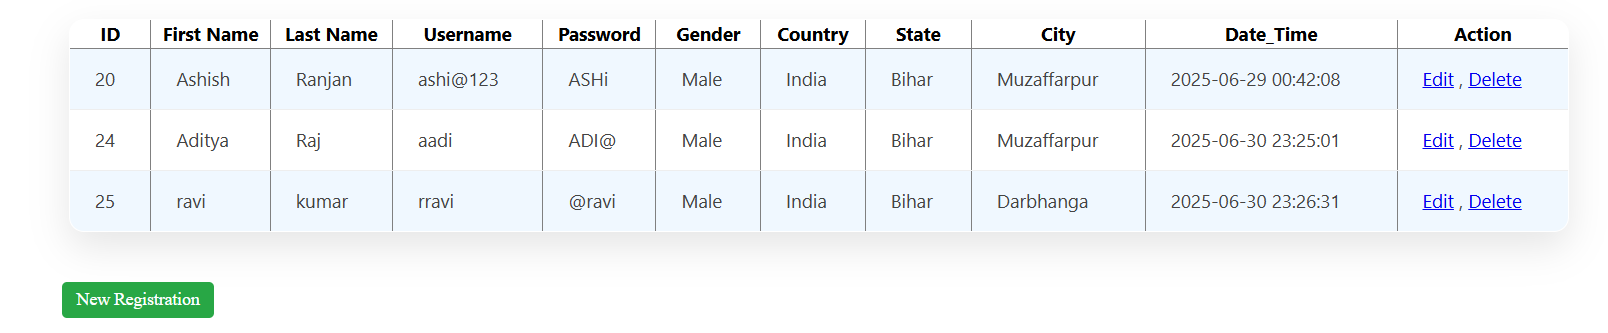 ID First Name Last Name Username Password Gender Country State City Date_Time Action
20 Ashish Ranjan ashi@123 ASHi Male India Bihar Muzaffarpur 2025-06-29 00:42:08 Edit , Delete
24 Aditya Raj aadi ADI@ Male India Bihar Muzaffarpur 2025-06-30 23:25:01 Edit , Delete
25 ravi kumar rravi @ravi Male India Bihar Darbhanga 2025-06-30 23:26:31 Edit , Delete
New Registration